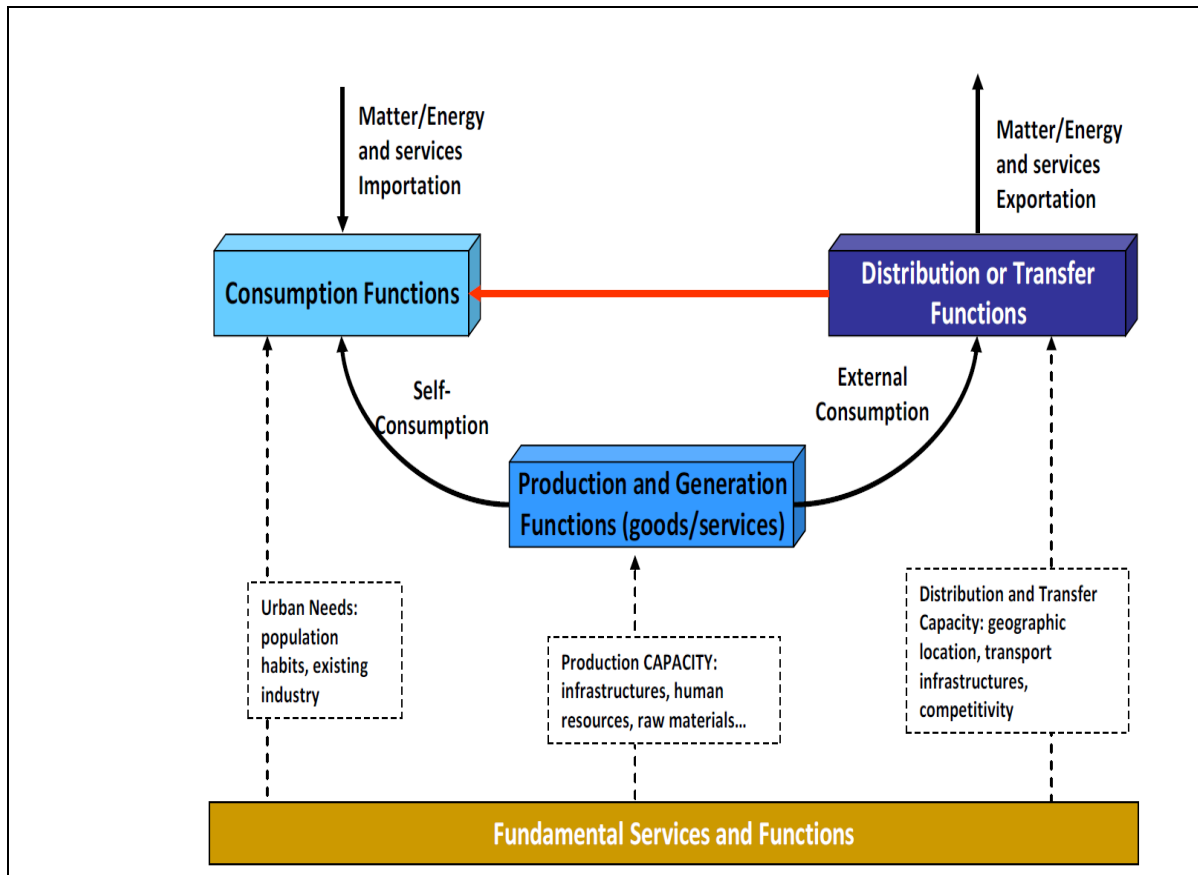 Matter/Energy
and services
Importation
Matter/Energy
and services
Exportation
Consumption Functions
Distribution or Transfer
Functions
Self-
Consumption
External
Consumption
Production and Generation
Functions (goods/services)
Urban Needs:
population
habits, existing
industry
Production CAPACITY:
infrastructures, human
resources, raw materials...
Distribution and Transfer
Capacity: geographic
location, transport
infrastructures,
competitivity
Fundamental Services and Functions